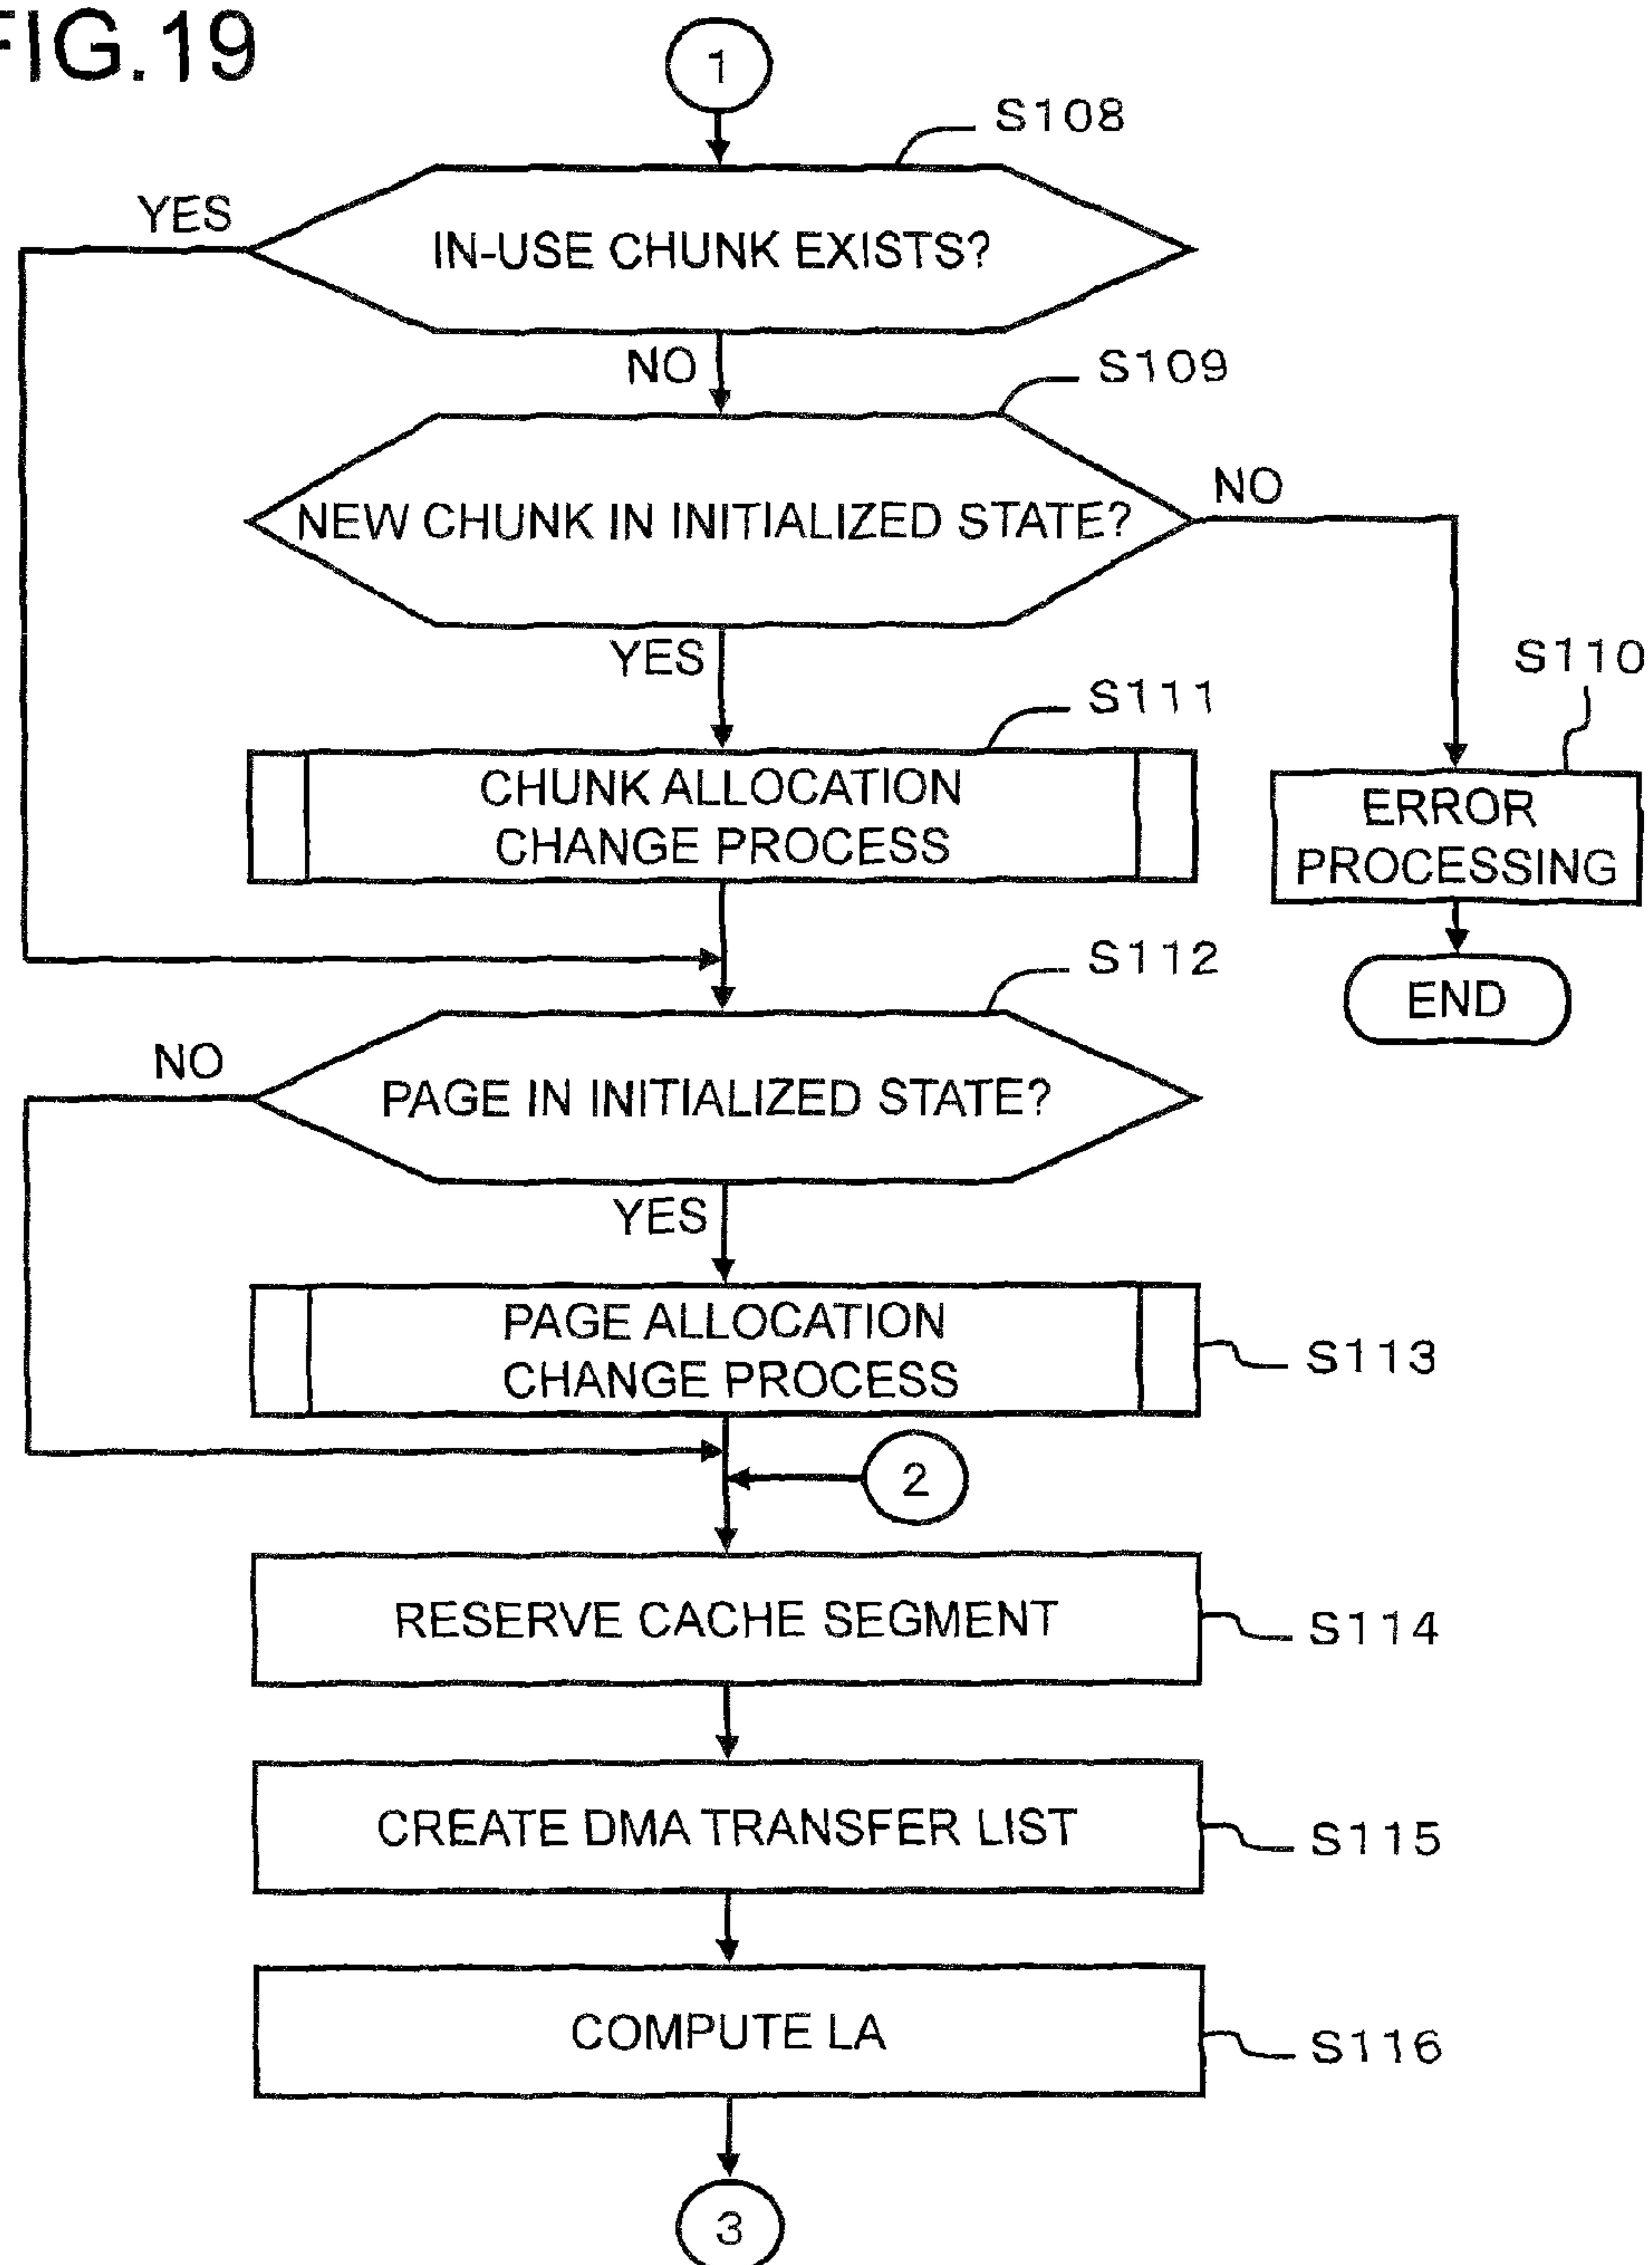 FIG.19
1
S108
YES
IN-USE CHUNK EXISTS?
NO
S109
NEW CHUNK IN INITIALIZED STATE?
NO
YES
S110
S111
CHUNK ALLOCATION
CHANGE PROCESS
ERROR
PROCESSING
S112
END
NO
PAGE IN INITIALIZED STATE?
YES
PAGE ALLOCATION
CHANGE PROCESS
S113
2
RESERVE CACHE SEGMENT
S114
CREATE DMA TRANSFER LIST
S115
COMPUTE LA
S116
3